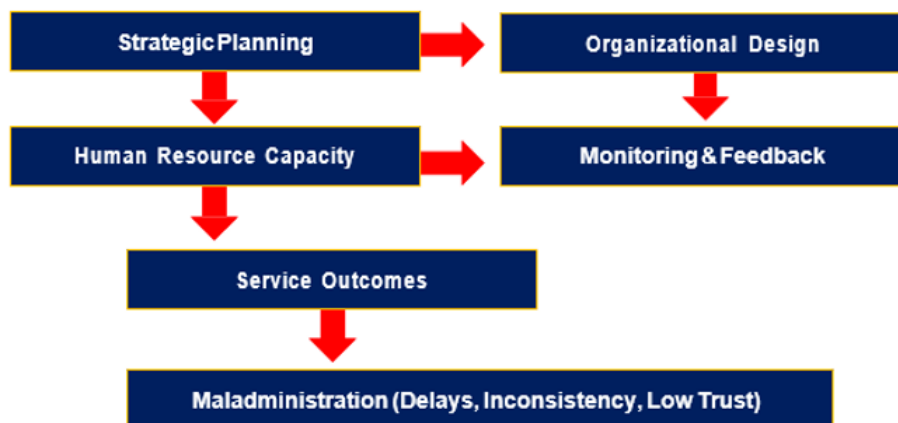 Strategic Planning
Organizational Design
Human Resource Capacity
Monitoring & Feedback
Service Outcomes
Maladministration (Delays, Inconsistency, Low Trust)